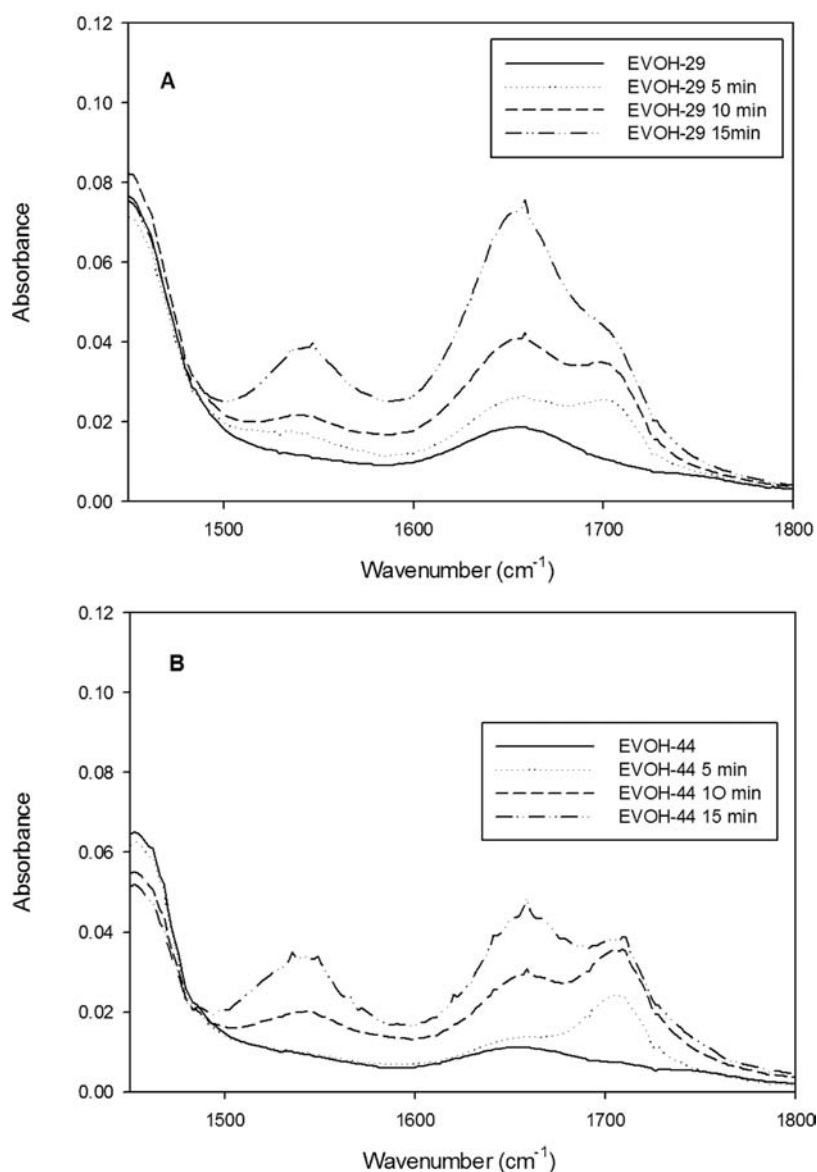 0.12
A
EVOH-29
EVOH-29 5 min
EVOH-29 10 min
EVOH-29 15min
0.10
0.08
0.06
0.04
0.02
0.00
Absorbance
1500 1600 1700 1800
Wavenumber (cm-1)
0.12
B
EVOH-44
EVOH-44 5 min
EVOH-44 1O min
EVOH-44 15 min
0.10
0.08
0.06
0.04
0.02
0.00
Absorbance
1500 1600 1700 1800
Wavenumber (cm-1)